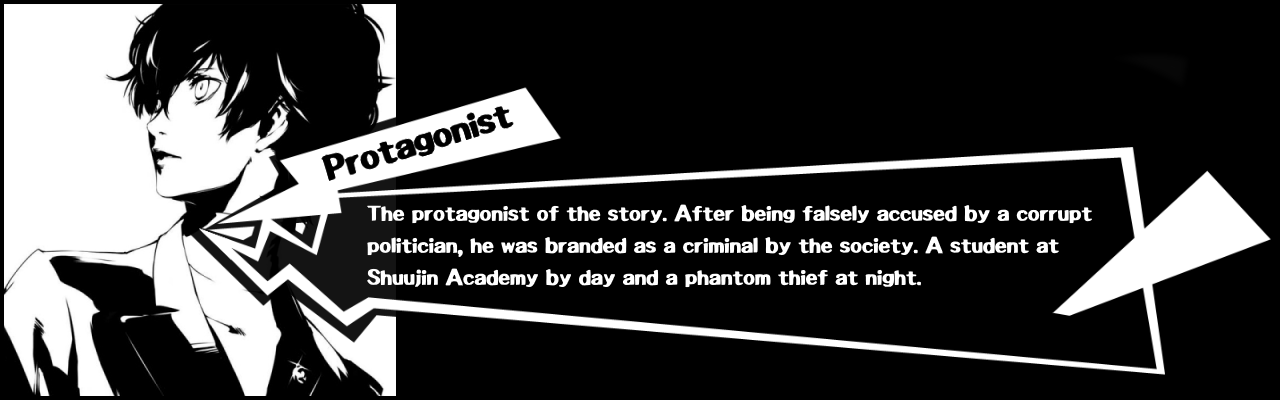 Protagonist
The protagonist of the story. After being falsely accused by a corrupt
politician, he was branded as a criminal by the society. A student at
Shuujin Academy by day and a phantom thief at night.